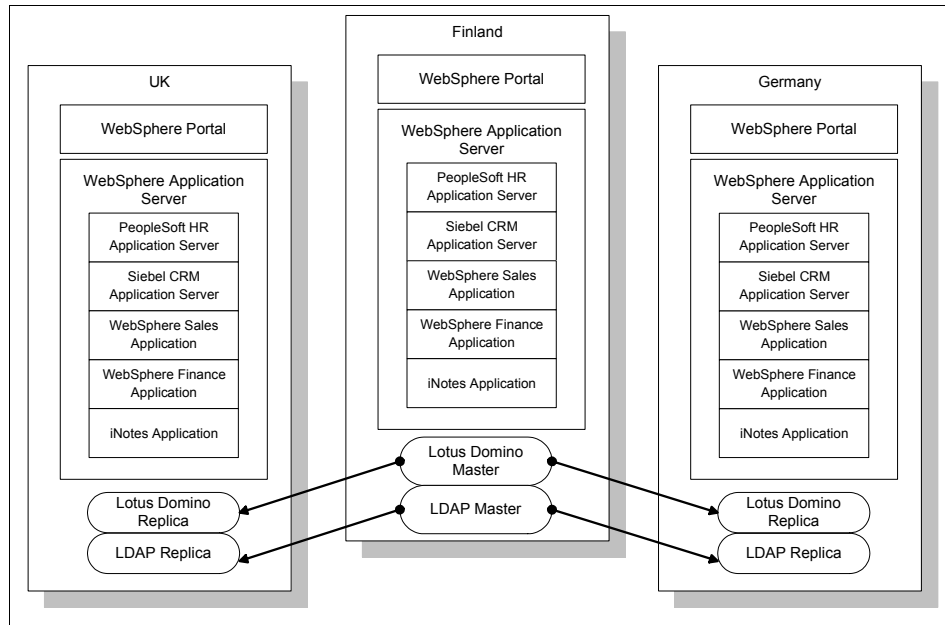 UK
WebSphere Portal
WebSphere Application
Server
PeopleSoft HR
Application Server
Siebel CRM
Application Server
WebSphere Sales
Application
WebSphere Finance
Application
iNotes Application
Lotus Domino
Replica
LDAP Replica
Finland
WebSphere Portal
WebSphere Application
Server
PeopleSoft HR
Application Server
Siebel CRM
Application Server
WebSphere Sales
Application
WebSphere Finance
Application
iNotes Application
Lotus Domino
Master
LDAP Master
Germany
WebSphere Portal
WebSphere Application
Server
PeopleSoft HR
Application Server
Siebel CRM
Application Server
WebSphere Sales
Application
WebSphere Finance
Application
iNotes Application
Lotus Domino
Replica
LDAP Replica